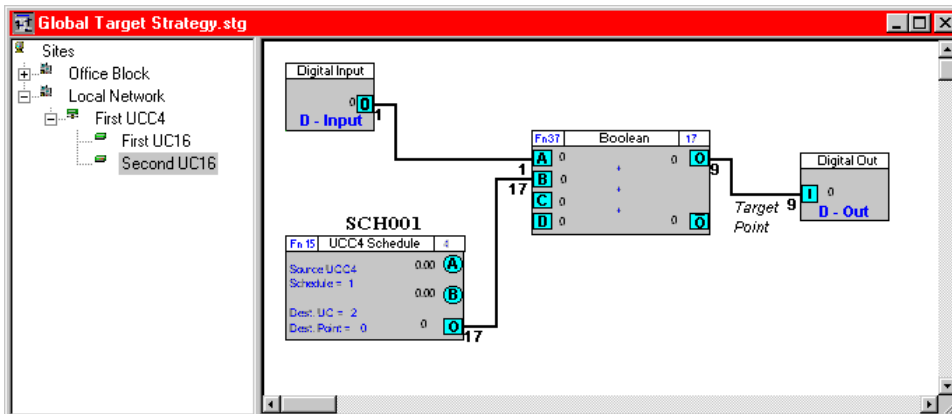 Global Target Strategy.stg
Sites
Office Block
Local Network
First UCC4
First UC16
Second UC16
Digital Input
0 O
D - Input
1
Fn37 Boolean 17
A 0 0 O
B 0
C 0
D 0 0 O
+
+
+
1
17
9
Digital Out
I 0
D - Out
9
Target
Point
SCH001
Fn 15 UCC4 Schedule 4
Source UCC4 0.00 A
Schedule = 1
0.00 B
Dest. UC = 2
Dest. Point = 0 0 O
17